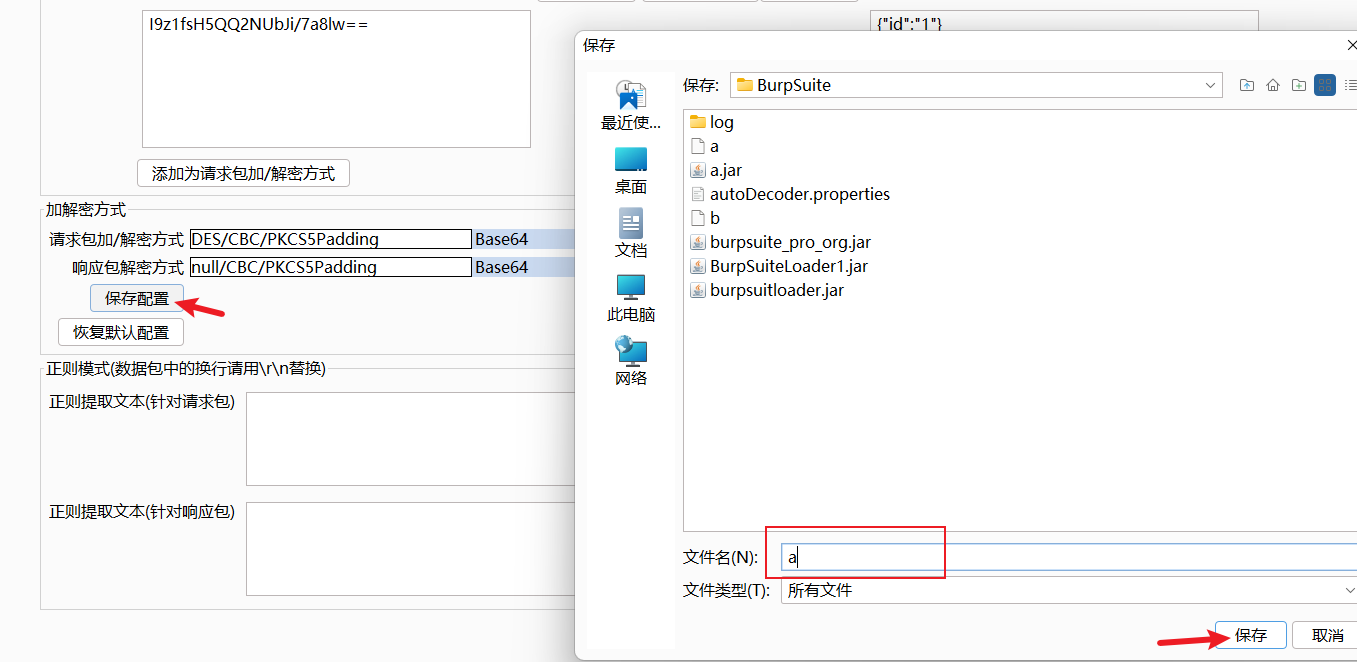 I9z1fsH5QQ2NUbJi/7a8lw==
{"id":"1"}
添加为请求包加/解密方式
加解密方式
请求包加/解密方式 DES/CBC/PKCS5Padding Base64
响应包解密方式 null/CBC/PKCS5Padding Base64
保存配置
恢复默认配置
正则模式(数据包中的换行请用\r\n替换)
正则提取文本(针对请求包)
正则提取文本(针对响应包)
保存
保存: BurpSuite
最近使...
桌面
文档
此电脑
网络
log
a
a.jar
autoDecoder.properties
b
burpsuite_pro_org.jar
BurpSuiteLoader1.jar
burpsuitloader.jar
文件名(N): a
文件类型(T): 所有文件
保存 取消